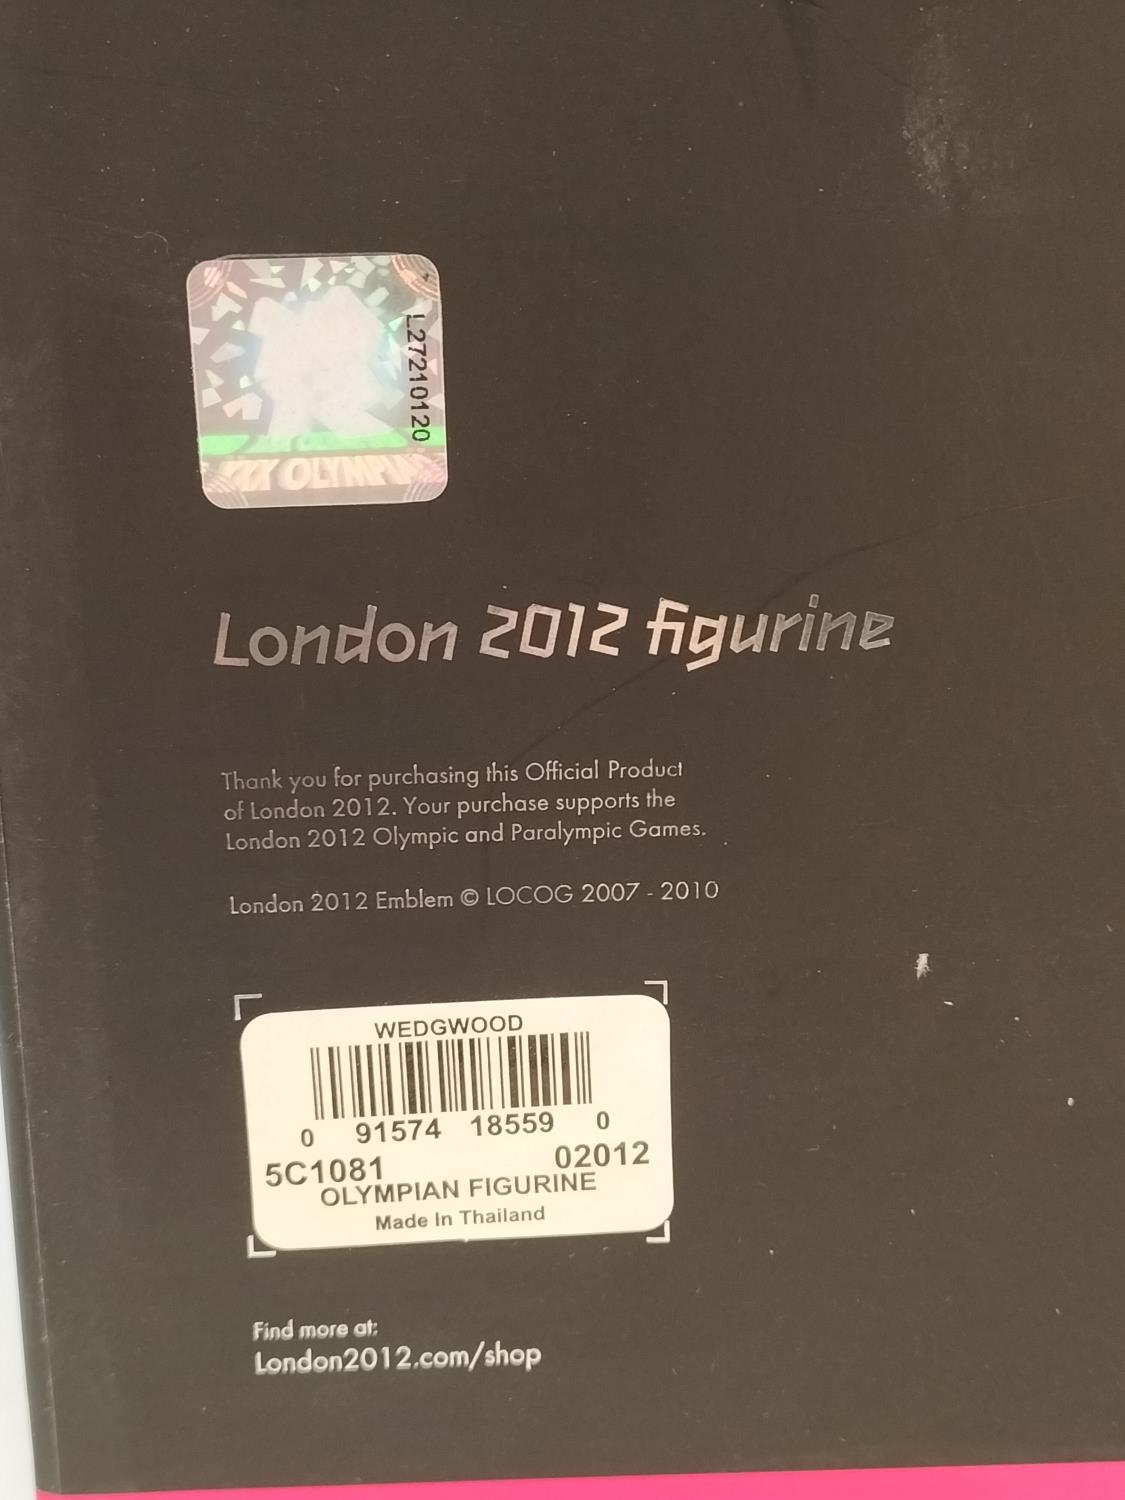 L27210120
XXX OLYMPIA
London 2012 figurine
Thank you for purchasing this Official Product
of London 2012. Your purchase supports the
London 2012 Olympic and Paralympic Games.
London 2012 Emblem © LOCOG 2007 - 2010
WEDGWOOD
0 91574 18559 0
5C1081 02012
OLYMPIAN FIGURINE
Made In Thailand
Find more at:
London2012.com/shop